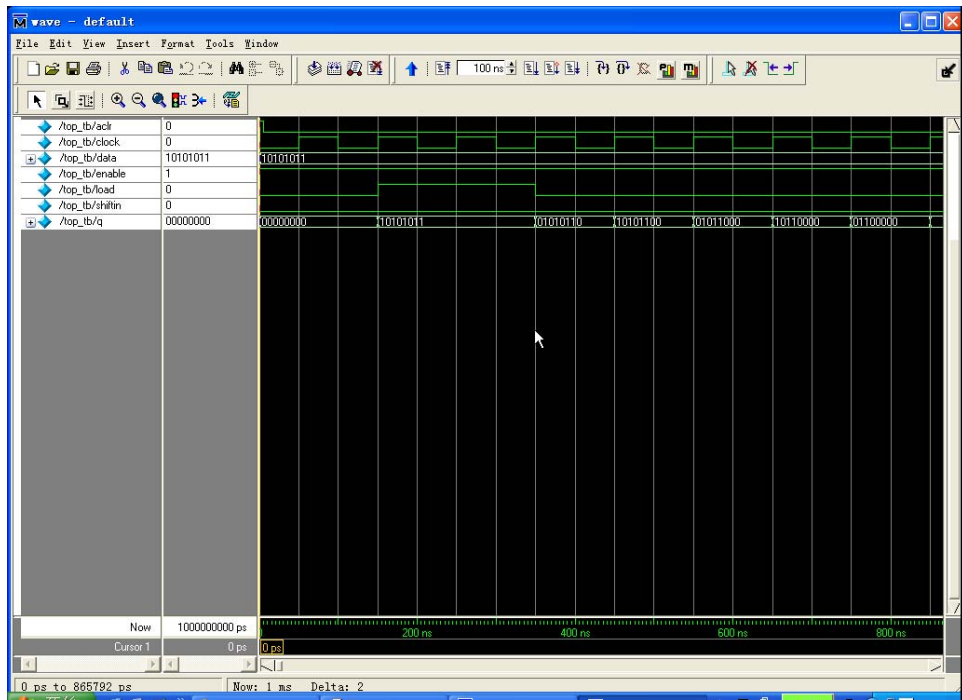 wave - default
File Edit View Insert Format Tools Window
100 ns
/top_tb/aclr 0
/top_tb/clock 0
/top_tb/data 10101011 10101011
/top_tb/enable 1
/top_tb/load 0
/top_tb/shiftin 0
/top_tb/q 00000000 00000000 10101011 01010110 10101100 01011000 10110000 01100000
Now 1000000000 ps
200 ns 400 ns 600 ns 800 ns
Cursor 1 0 ps 0 ps
0 ps to 865792 ps Now: 1 ms Delta: 2